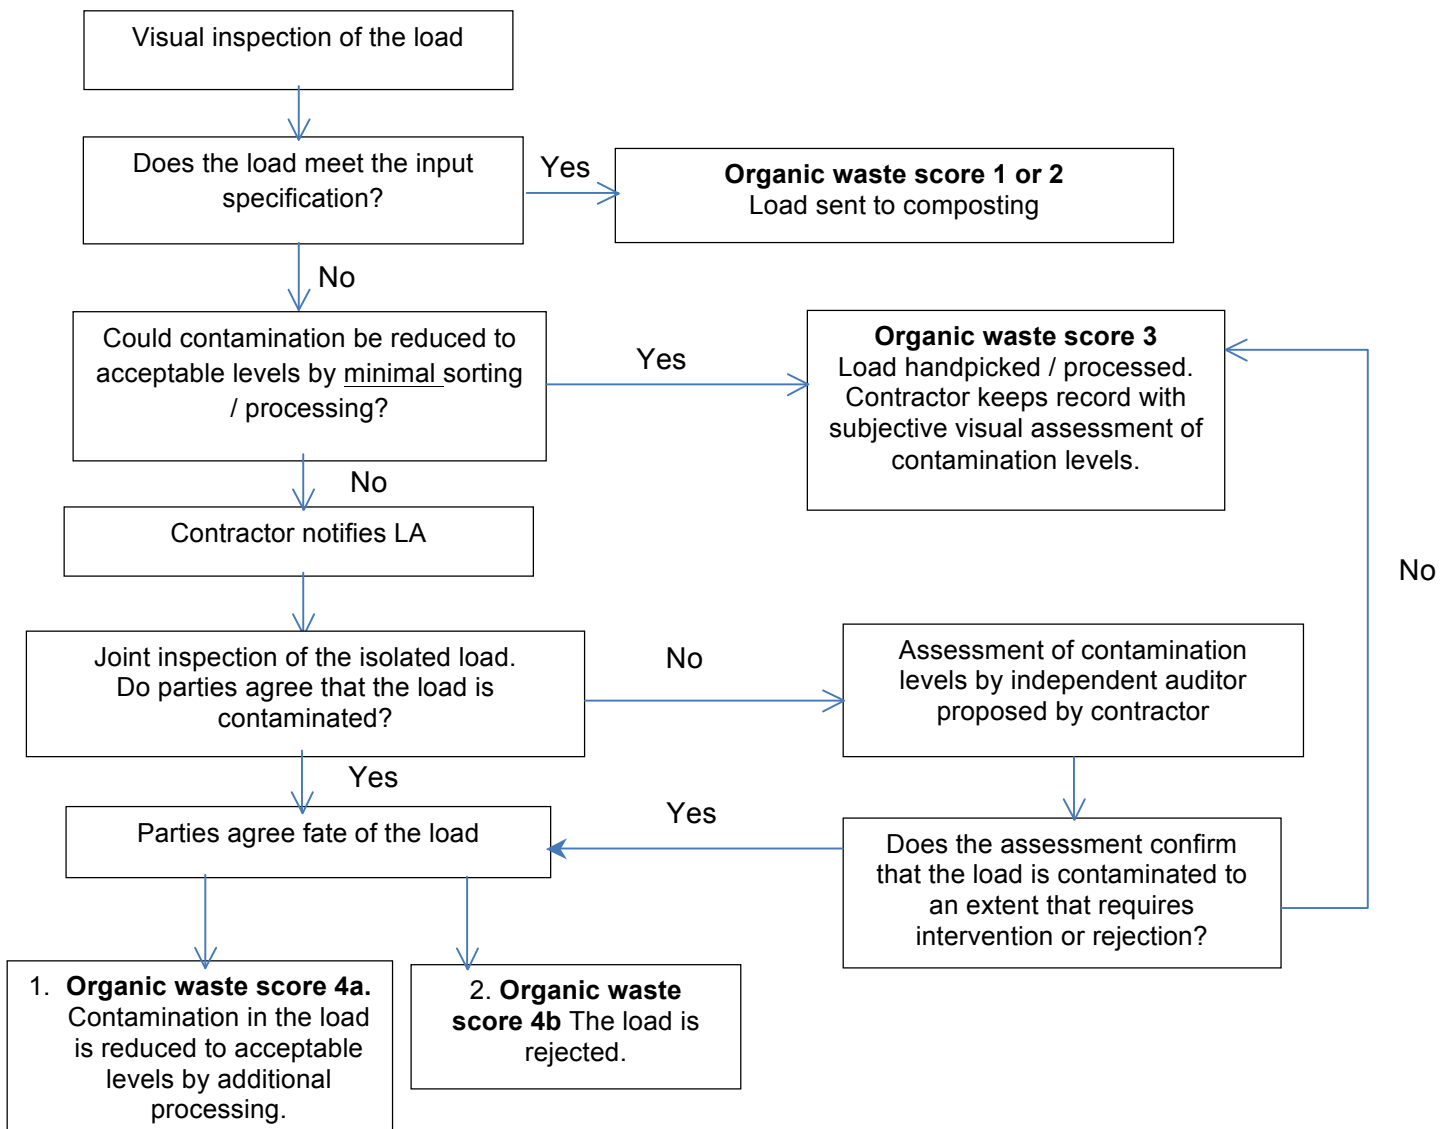 Visual inspection of the load
Does the load meet the input
specification?
Yes
Organic waste score 1 or 2
Load sent to composting
No
Could contamination be reduced to
acceptable levels by minimal sorting
/ processing?
Yes
Organic waste score 3
Load handpicked / processed.
Contractor keeps record with
subjective visual assessment of
contamination levels.
No
Contractor notifies LA
No
Joint inspection of the isolated load.
Do parties agree that the load is
contaminated?
No
Assessment of contamination
levels by independent auditor
proposed by contractor
Yes
Parties agree fate of the load
Yes
Does the assessment confirm
that the load is contaminated to
an extent that requires
intervention or rejection?
1. Organic waste score 4a.
Contamination in the load
is reduced to acceptable
levels by additional
processing.
2. Organic waste
score 4b The load is
rejected.